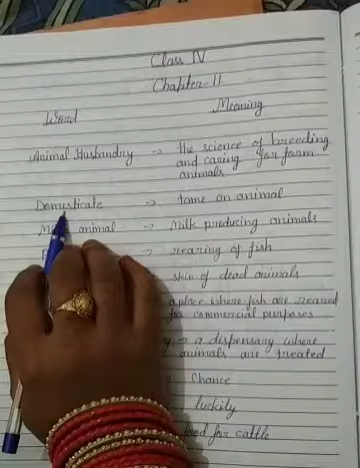 Class IV
Chapter-11
Word Meaning
Animal Husbandry → the science of breeding
and caring for farm
animals
Domesticate → tame an animal
animal → Milk producing animals
→ rearing of fish
skin of dead animals
a place where fish are reared
for commercial purposes
→ a dispensary where
animals are treated
Chance
luckily
food for cattle